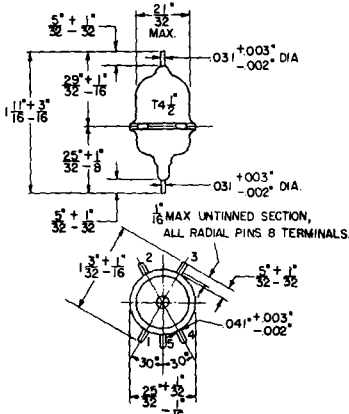 5" + 1"
32 - 32
21"
32
MAX.
.031 +.003"
-.002" DIA
29" + 1"
32 - 16
1 11" + 3"
16 - 16
T4 1/2"
25" + 1"
32 - 8
.031 +.003"
-.002" DIA.
5" + 1"
32 - 32
1/16" MAX UNTINNED SECTION,
ALL RADIAL PINS 8 TERMINALS.
1 3" + 1"
32 - 16
2
3
5" + 1"
32 - 32
.041" +.003"
-.002"
1
5
4
30°
30°
25" + 1"
32 32
- 1"
16